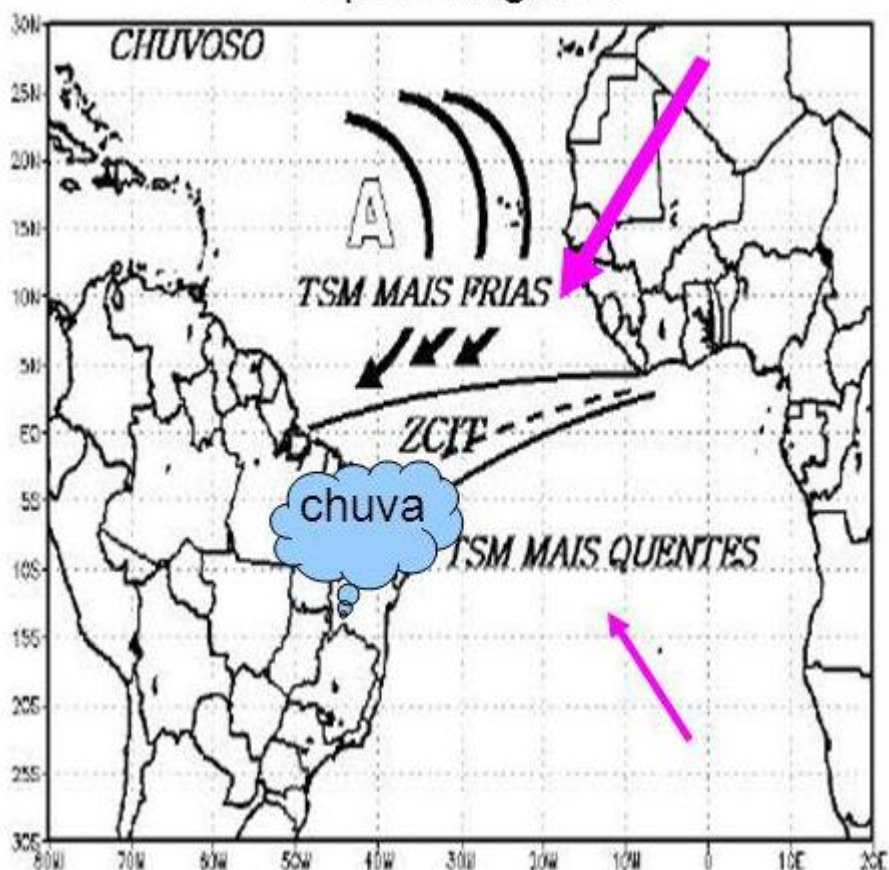 30N
CHUVOSO
25N
20N
A
15N
10N
TSM MAIS FRIAS
5N
EQ
ZCIT
5S
chuva
TSM MAIS QUENTES
10S
15S
20S
25S
30S
80W 70W 60W 50W 40W 30W 20W 10W 0 10E 20E